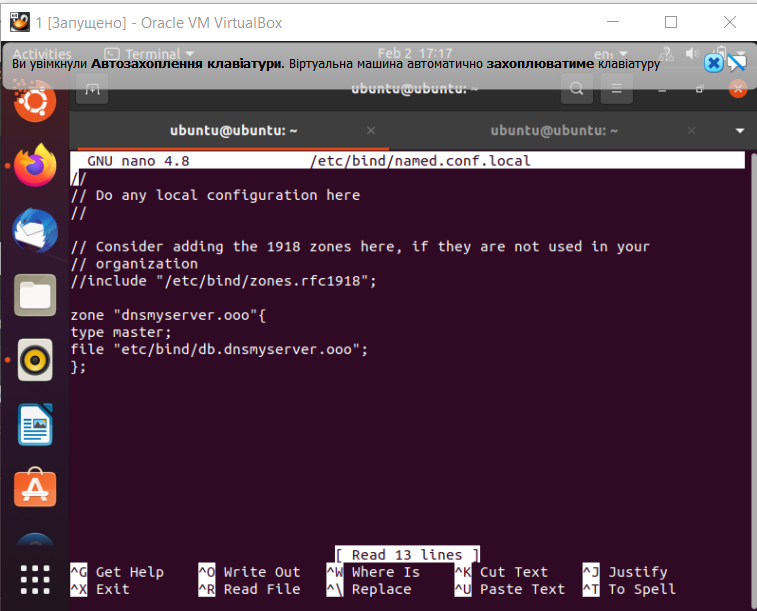 1 [Запущено] - Oracle VM VirtualBox
Activities Terminal Feb 2 17:17 en
Ви увімкнули Автозахоплення клавіатури. Віртуальна машина автоматично захоплюватиме клавіатуру
ubuntu@ubuntu: ~
ubuntu@ubuntu: ~ ubuntu@ubuntu: ~
GNU nano 4.8 /etc/bind/named.conf.local
//
// Do any local configuration here
//
// Consider adding the 1918 zones here, if they are not used in your
// organization
//include "/etc/bind/zones.rfc1918";
zone "dnsmyserver.ooo"{
type master;
file "etc/bind/db.dnsmyserver.ooo";
};
[ Read 13 lines ]
^G Get Help ^O Write Out ^W Where Is ^K Cut Text ^J Justify
^X Exit ^R Read File ^\ Replace ^U Paste Text ^T To Spell